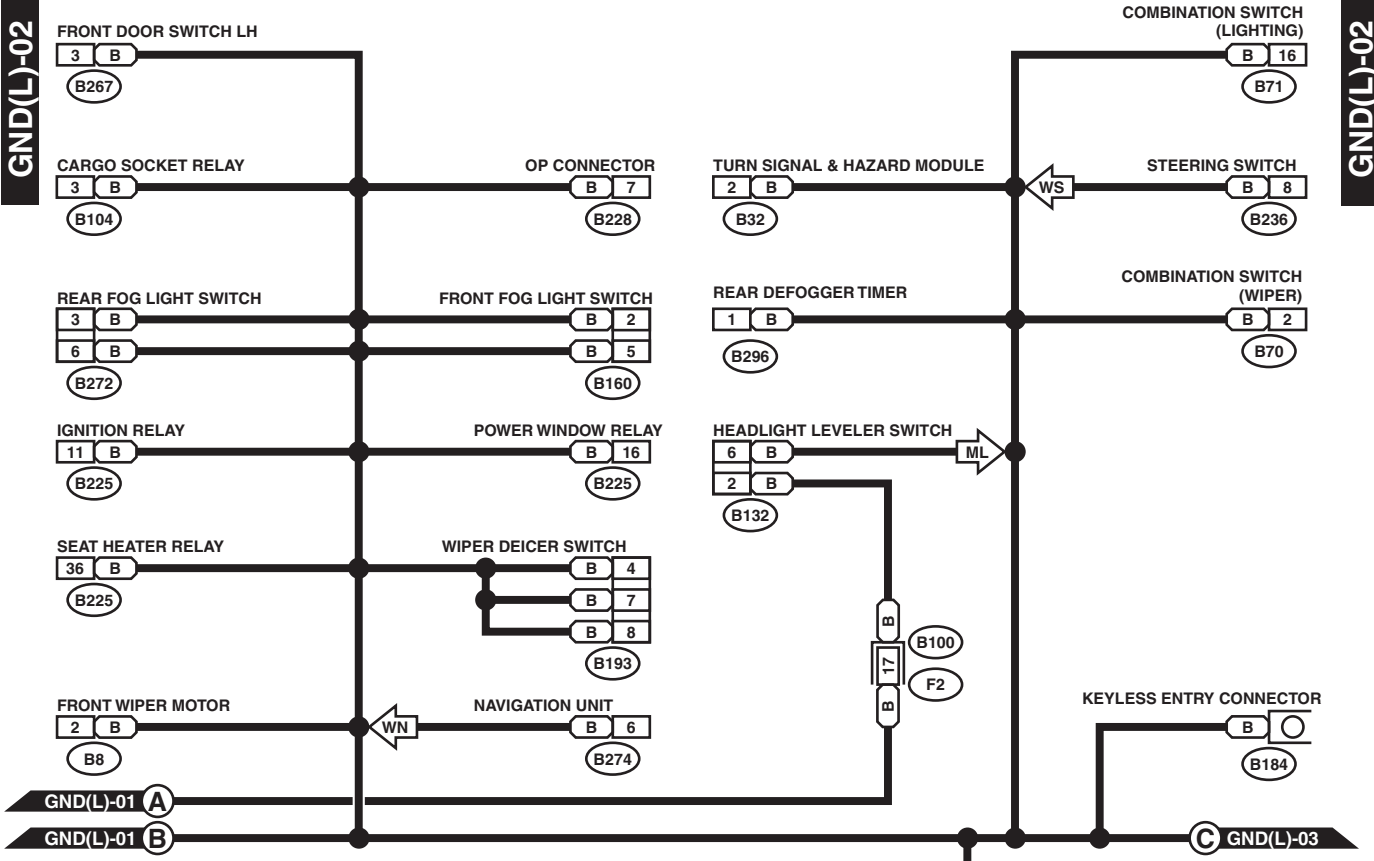 GND(L)-02
GND(L)-02
FRONT DOOR SWITCH LH
3 B
B267
COMBINATION SWITCH
(LIGHTING)
B 16
B71
CARGO SOCKET RELAY
3 B
B104
OP CONNECTOR
B 7
B228
TURN SIGNAL & HAZARD MODULE
2 B
B32
WS
STEERING SWITCH
B 8
B236
REAR FOG LIGHT SWITCH
3 B
6 B
B272
FRONT FOG LIGHT SWITCH
B 2
B 5
B160
REAR DEFOGGER TIMER
1 B
B296
COMBINATION SWITCH
(WIPER)
B 2
B70
IGNITION RELAY
11 B
B225
POWER WINDOW RELAY
B 16
B225
HEADLIGHT LEVELER SWITCH
6 B
ML
2 B
B132
SEAT HEATER RELAY
36 B
B225
WIPER DEICER SWITCH
B 4
B 7
B 8
B193
B
B100
17
F2
B
FRONT WIPER MOTOR
2 B
B8
WN
NAVIGATION UNIT
B 6
B274
KEYLESS ENTRY CONNECTOR
B
B184
GND(L)-01 A
GND(L)-01 B
C GND(L)-03